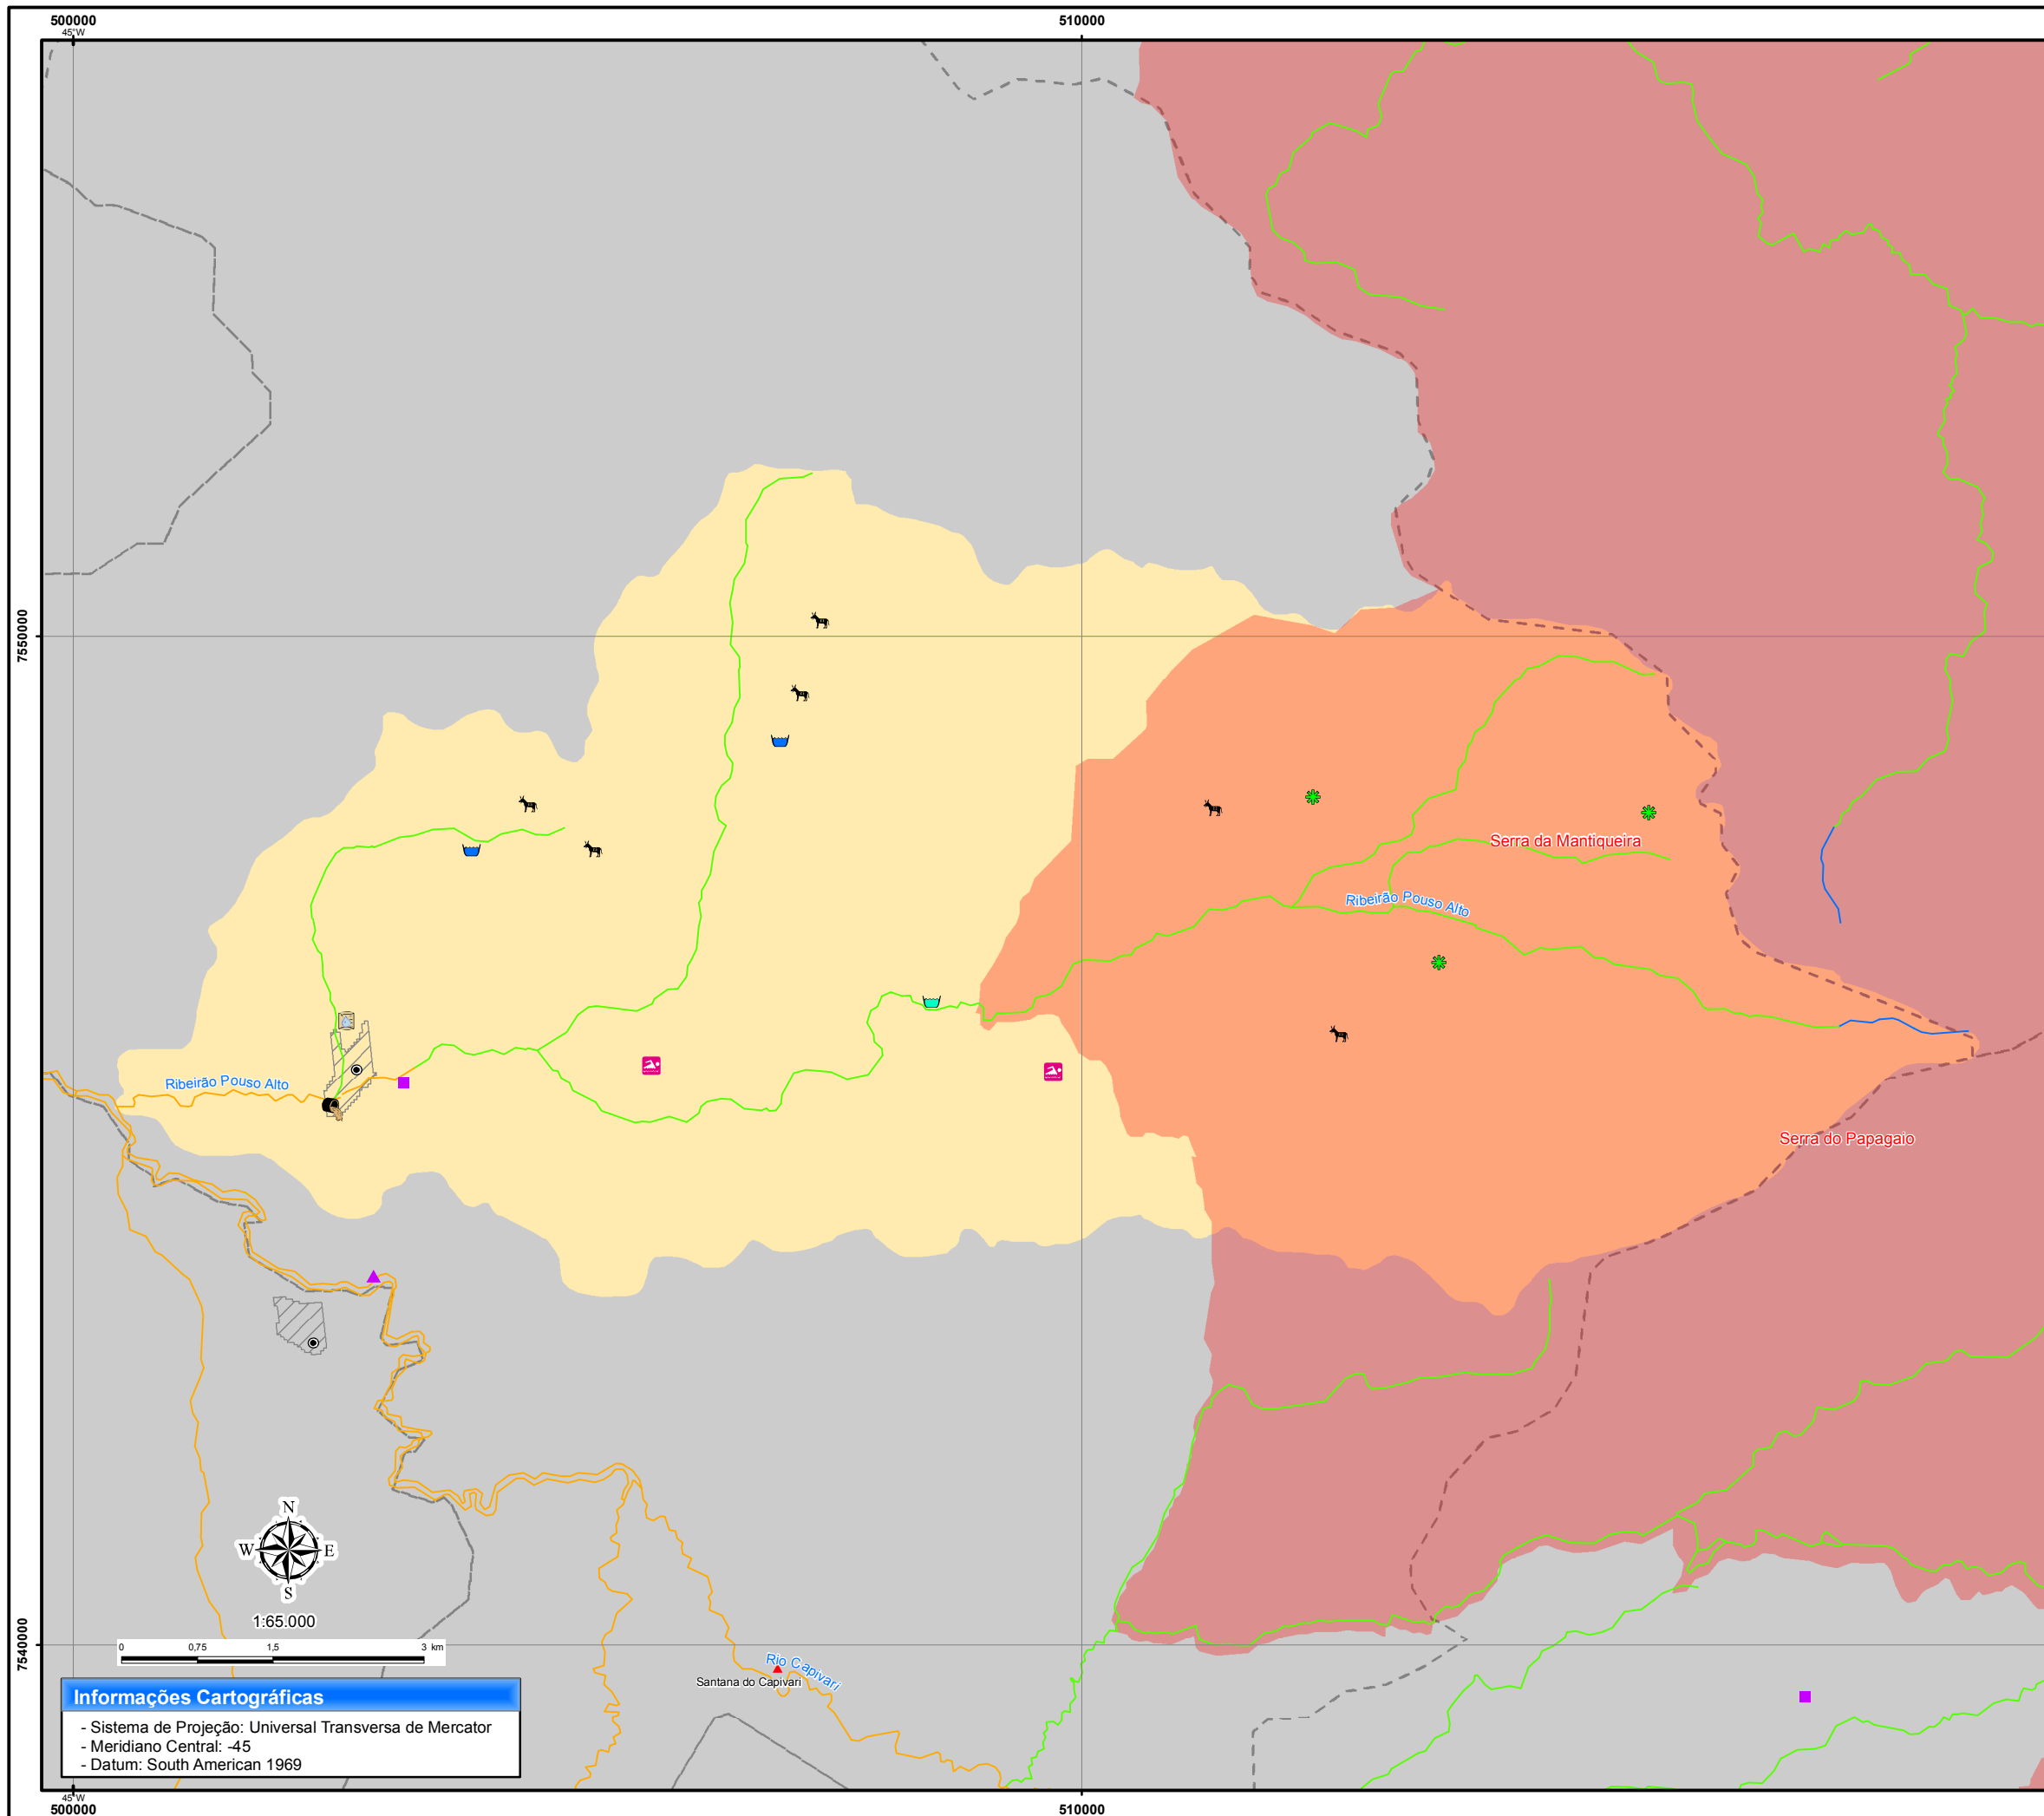 500000
510000
45°W
7550000
Serra da Mantiqueira
Ribeirão Pouso Alto
Ribeirão Pouso Alto
Serra do Papagaio
N
W E
S
1:65.000
0 0,75 1,5 3 km
7540000
Rio Capivari
Santana do Capivari
Informações Cartográficas
- Sistema de Projeção: Universal Transversa de Mercator
- Meridiano Central: -45
- Datum: South American 1969
45°W
500000
510000